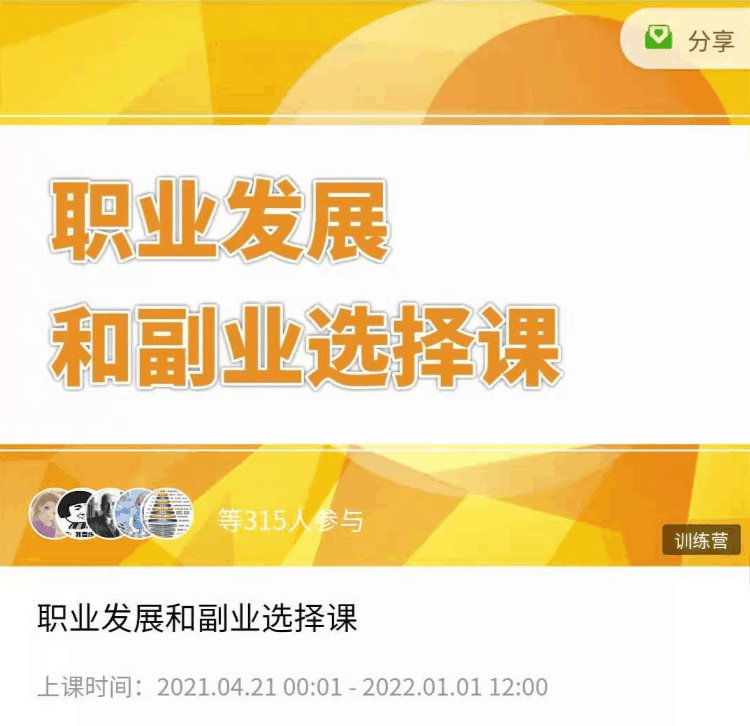 分享
职业发展
和副业选择课
等315人参与
训练营
职业发展和副业选择课
上课时间：2021.04.21 00:01 - 2022.01.01 12:00